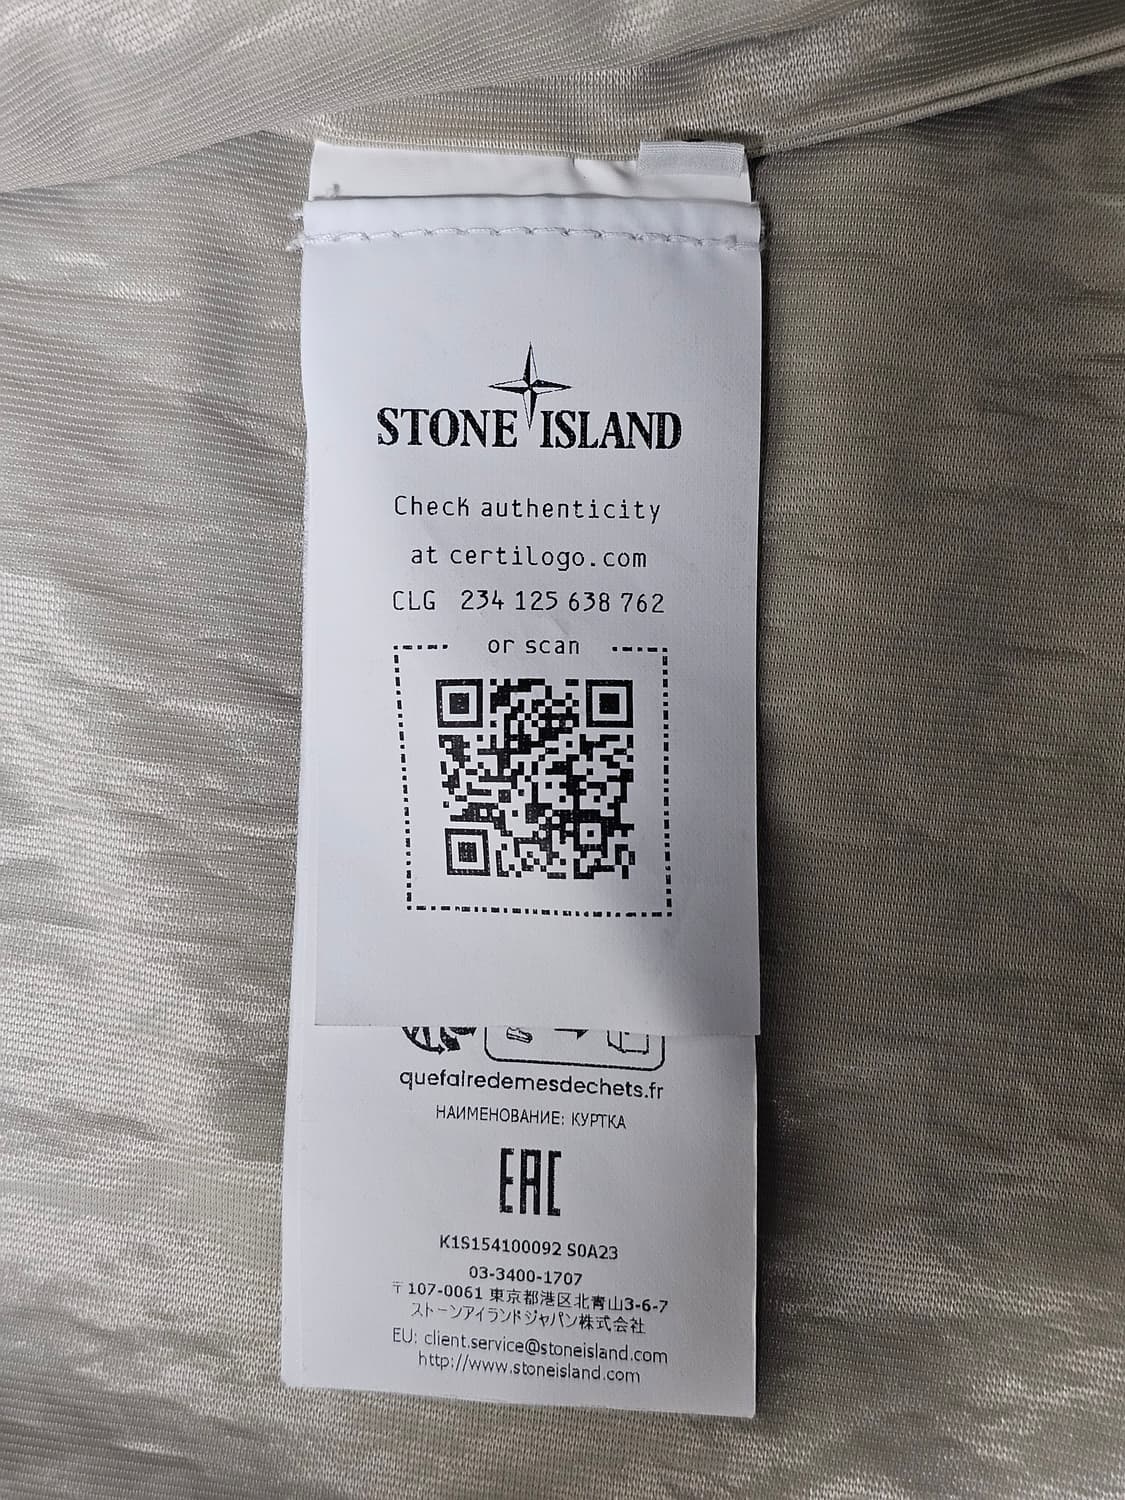 STONE ISLAND
Check authenticity
at certilogo.com
CLG 234 125 638 762
or scan
quefairedemesdechets.fr
НАИМЕНОВАНИЕ: КУРТКА
EAC
K1S154100092 S0A23
03-3400-1707
〒107-0061 東京都港区北青山3-6-7
ストーンアイランドジャパン株式会社
EU: client.service@stoneisland.com
http://www.stoneisland.com